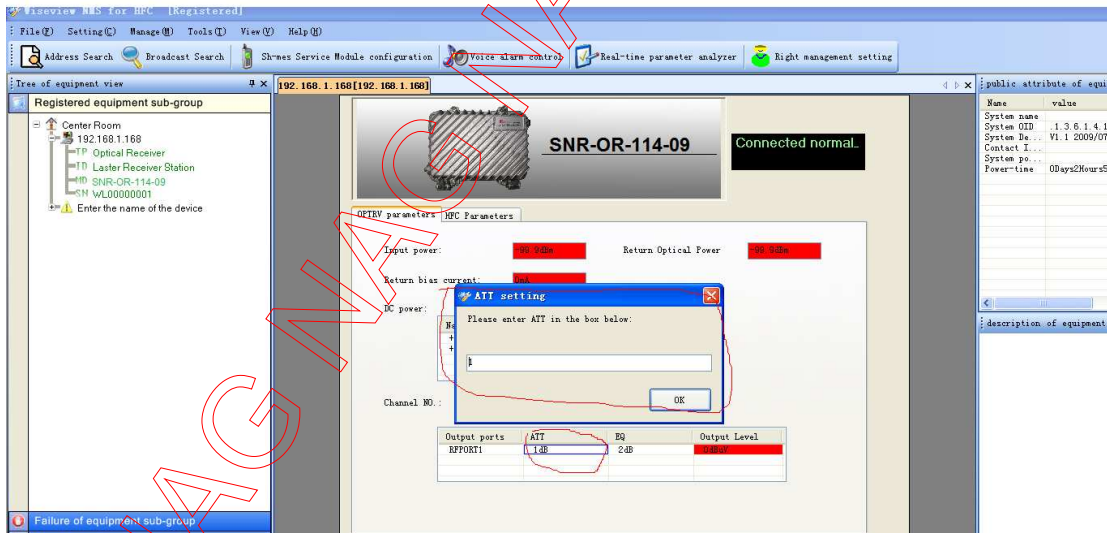 Wiseview NMS for HFC [Registered]
File(F) Setting(C) Manage(M) Tools(T) View(V) Help(H)
Address Search Broadcast Search Sh-mes Service Module configuration Voice alarm control Real-time parameter analyzer Right management setting
Tree of equipment view
192.168.1.168[192.168.1.168]
public attribute of equi
Registered equipment sub-group
Name value
System name
System OID .1.3.6.1.4.1
System De... V1.1 2009/07
Contact I...
System po...
Power-time 0Days2Hours5
Center Room
192.168.1.168
TP Optical Receiver
ID Laster Receiver Station
MD SNR-OR-114-09
SN WL00000001
Enter the name of the device
SNR-OR-114-09
Connected normal.
OPTRV parameters HFC Parameters
Input power: -99.9dBm Return Optical Power -99.9dBm
Return bias current: 0mA
DC power:
ATT setting
Please enter ATT in the box below:
1
OK
description of equipment
Channel NO.:
Output ports ATT EQ Output Level
RFPORT1 1dB 2dB 0dBuV
Failure of equipment sub-group